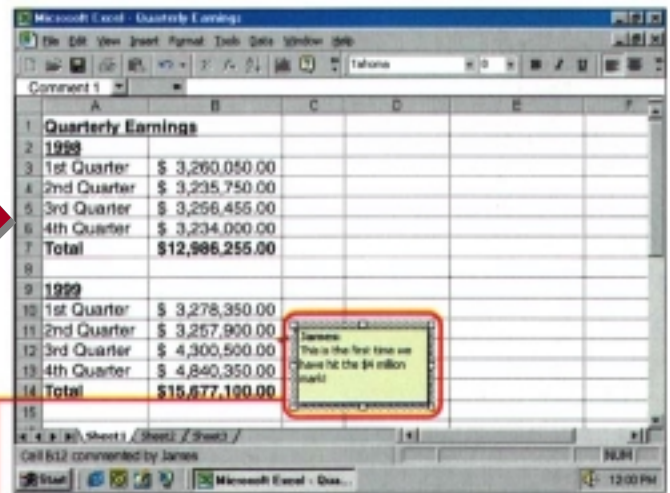 Microsoft Excel - Quarterly Earnings
File Edit View Insert Format Tools Data Window Help
Tahoma 8 B I U
Comment 1 =
A B C D E F
1 Quarterly Earnings
2 1998
3 1st Quarter $ 3,260,050.00
4 2nd Quarter $ 3,235,750.00
5 3rd Quarter $ 3,256,455.00
6 4th Quarter $ 3,234,000.00
7 Total $12,986,255.00
8
9 1999
10 1st Quarter $ 3,278,350.00
11 2nd Quarter $ 3,257,900.00
12 3rd Quarter $ 4,300,500.00
13 4th Quarter $ 4,840,350.00
14 Total $15,677,100.00
15
James:
This is the first time we
have hit the $4 million
mark!
Sheet1 / Sheet2 / Sheet3 /
Cell B12 commented by James NUM
Start Microsoft Excel - Qua... 12:00 PM